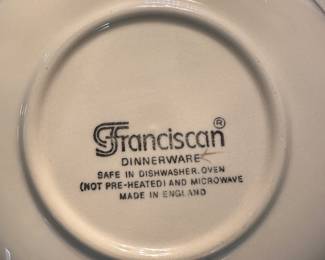 Franciscan ®
DINNERWARE
SAFE IN DISHWASHER, OVEN
(NOT PRE-HEATED) AND MICROWAVE
MADE IN ENGLAND